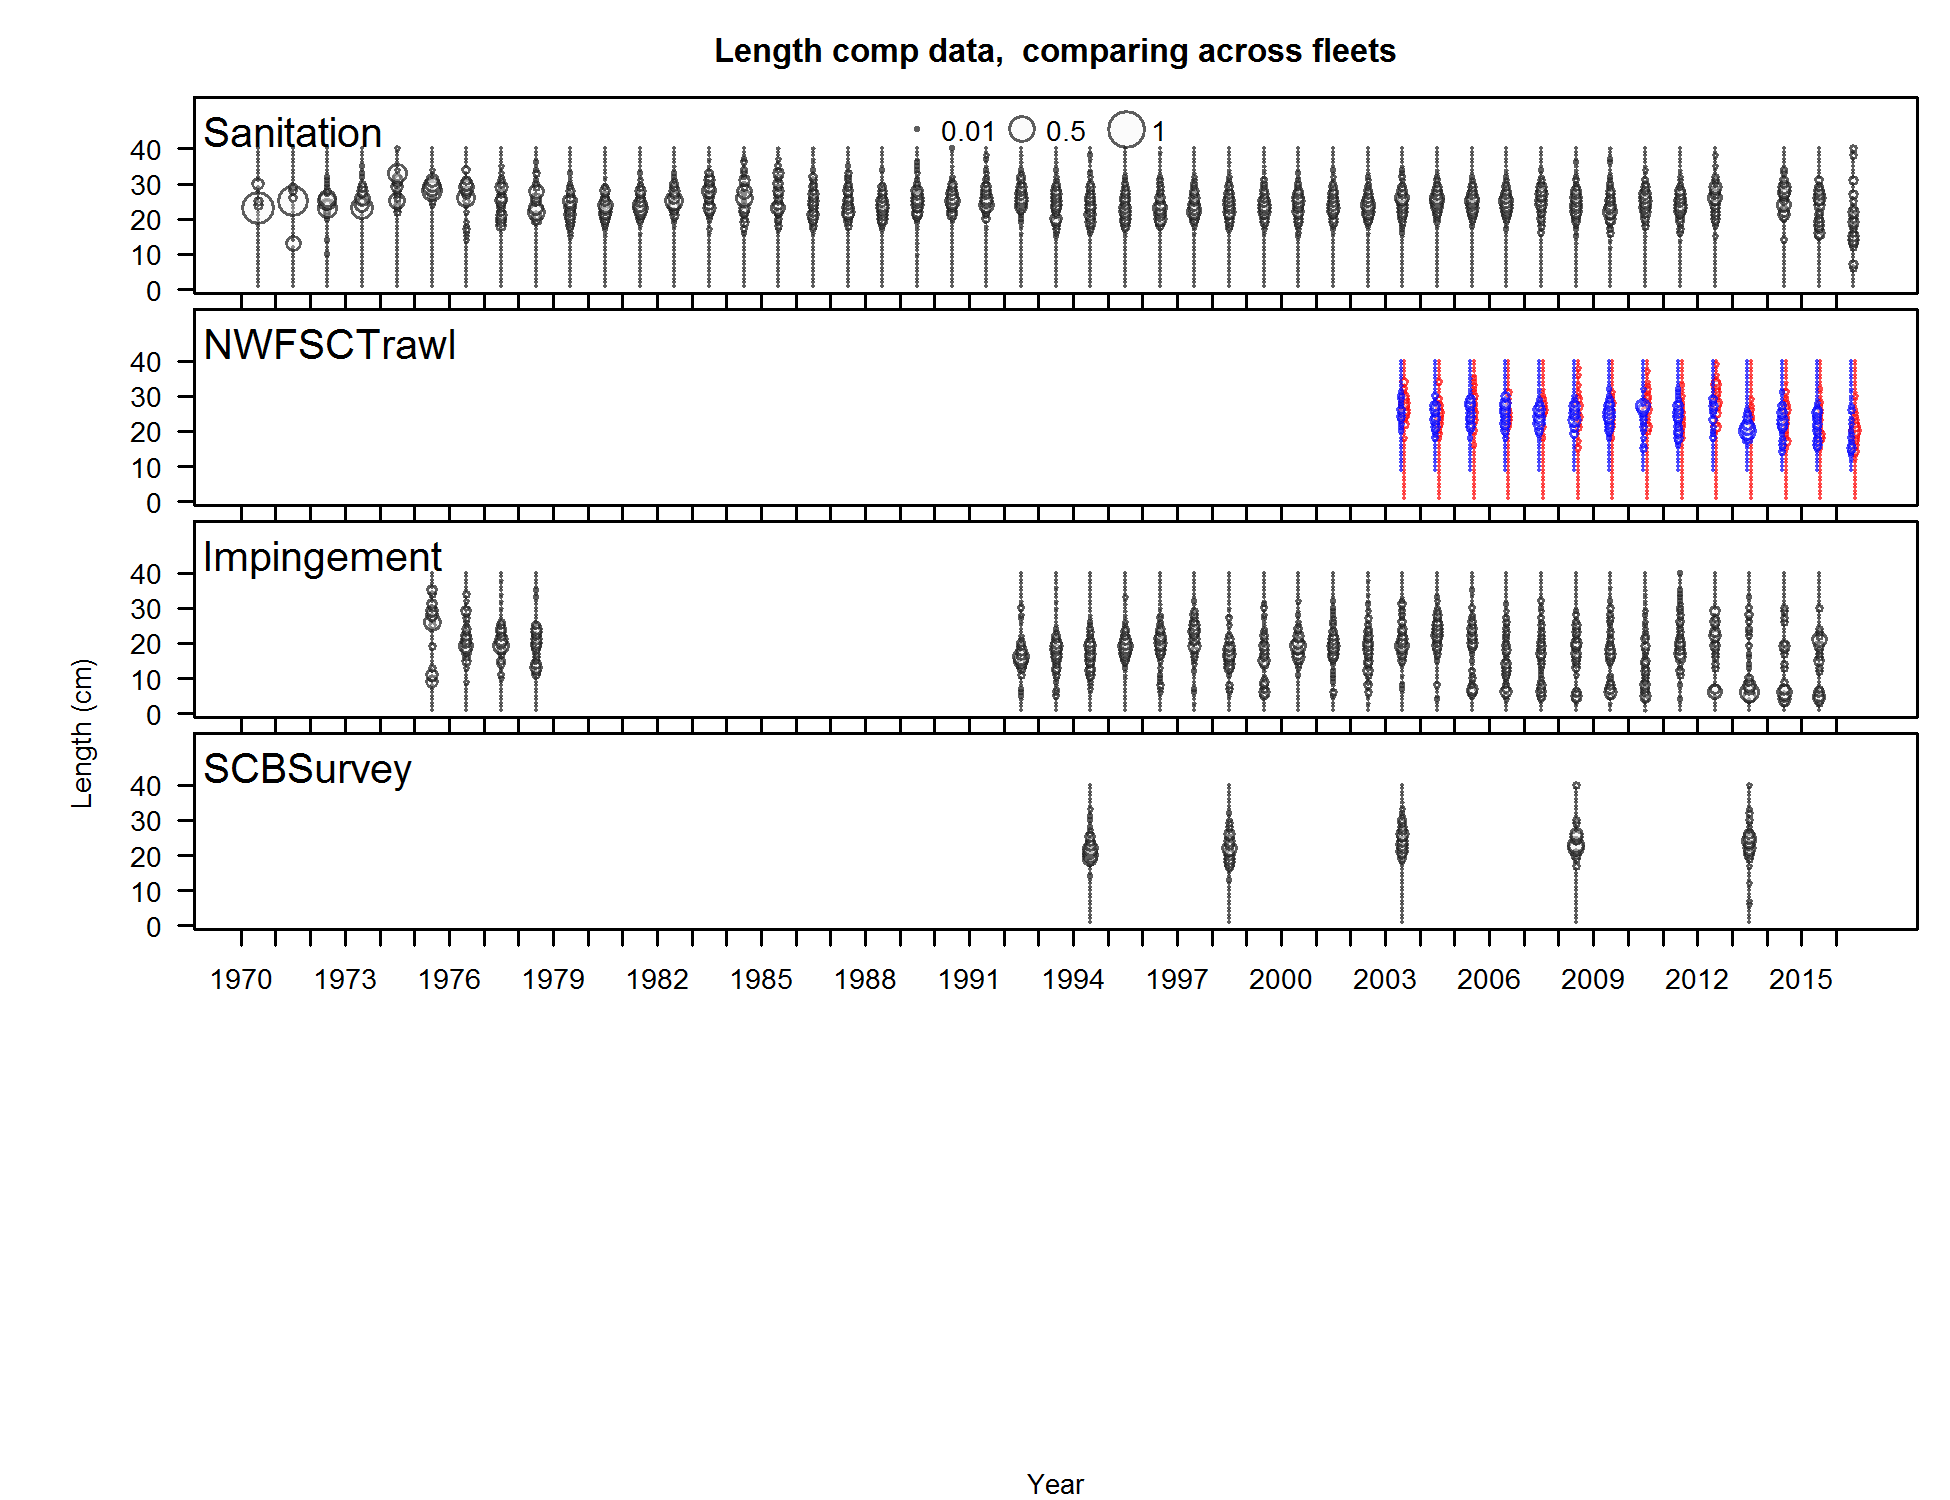 Length comp data,  comparing across fleets
Sanitation
0.01 0.5 1
40
30
20
10
0
NWFSCTrawl
40
30
20
10
0
Impingement
40
30
20
10
0
SCBSurvey
40
30
20
10
0
Length (cm)
1970 1973 1976 1979 1982 1985 1988 1991 1994 1997 2000 2003 2006 2009 2012 2015
Year